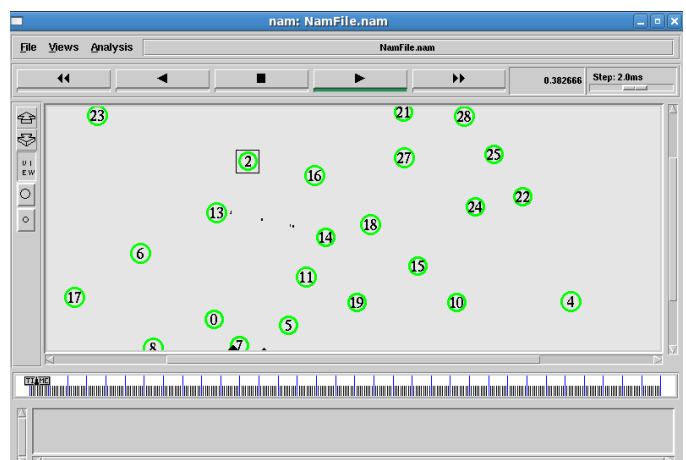 nam: NamFile.nam
File Views Analysis NamFile.nam
0.382666 Step: 2.0ms
23 21 28
2 27 25
16
22
13 24
18
14
6
15
11
17 19 10 4
0 5
8 7
V I
E W
TIME